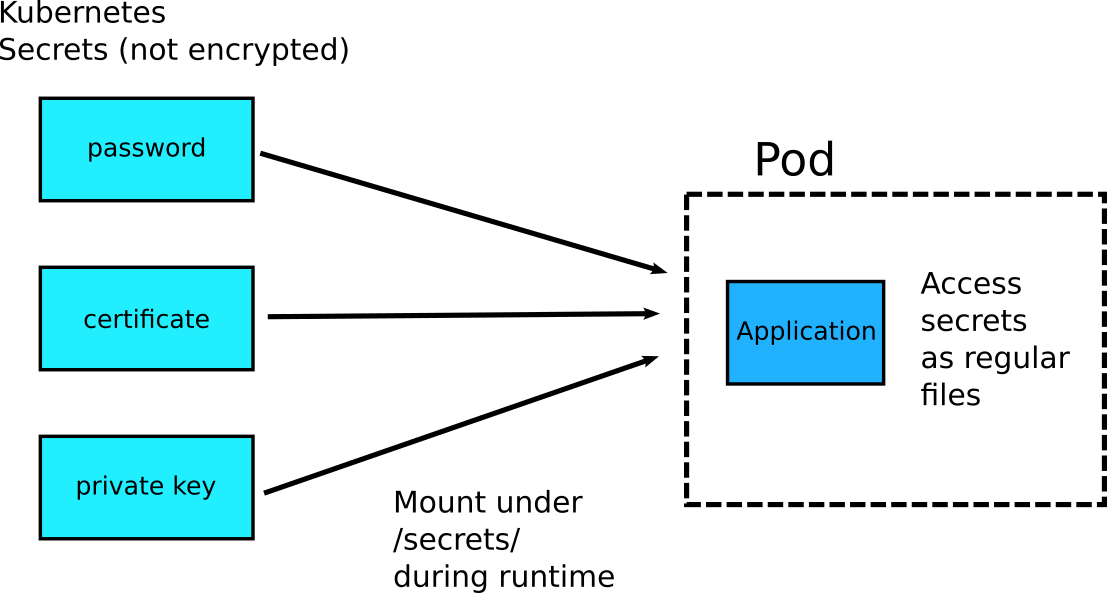 Kubernetes
Secrets (not encrypted)
password
certificate
private key
Mount under
/secrets/
during runtime
Pod
Application
Access
secrets
as regular
files